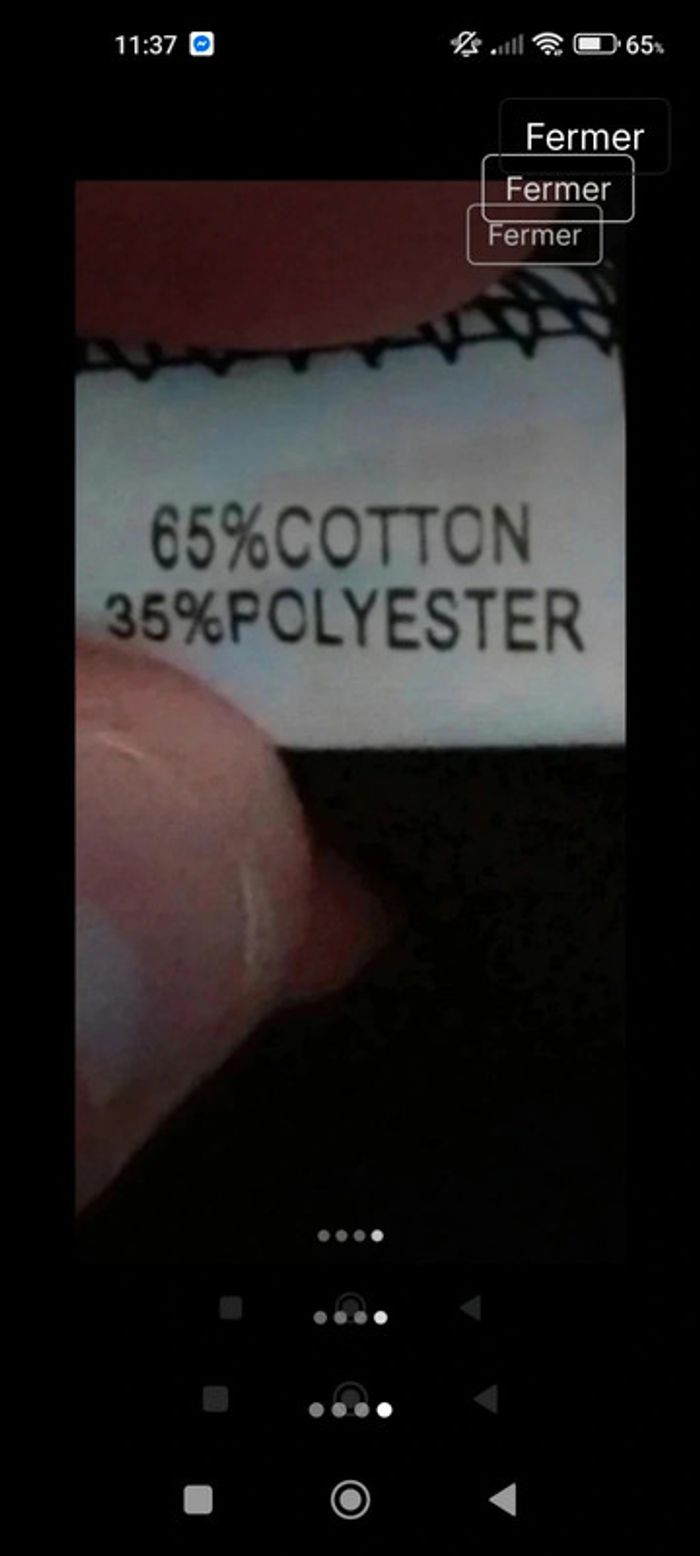 11:37
65%
Fermer
Fermer
Fermer
65%COTTON
35%POLYESTER